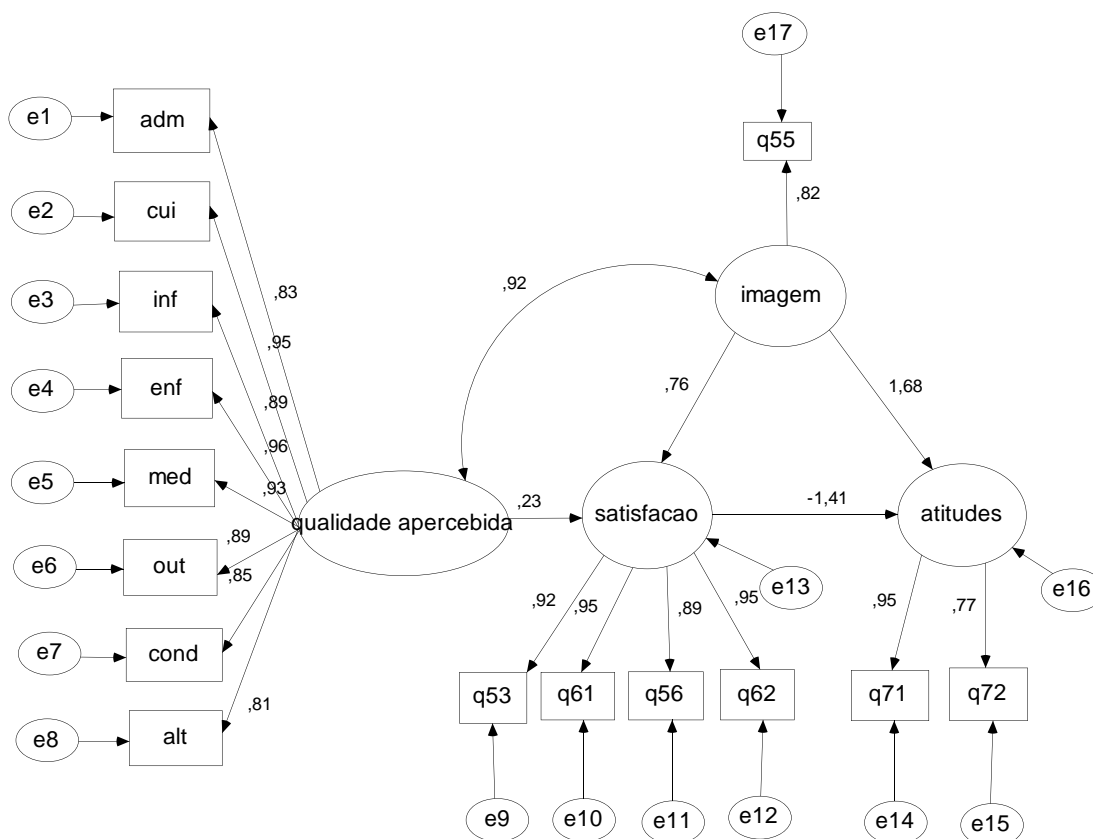 e17
q55
,82
imagem
e1
adm
e2
cui
e3
inf
e4
enf
e5
med
e6
out
e7
cond
e8
alt
,83
,95
,89
,96
,93
,89
,85
,81
,92
,76
1,68
qualidade apercebida
,23
satisfacao
-1,41
atitudes
e13
e16
,92
,95
,89
,95
,95
,77
q53
q61
q56
q62
q71
q72
e9
e10
e11
e12
e14
e15